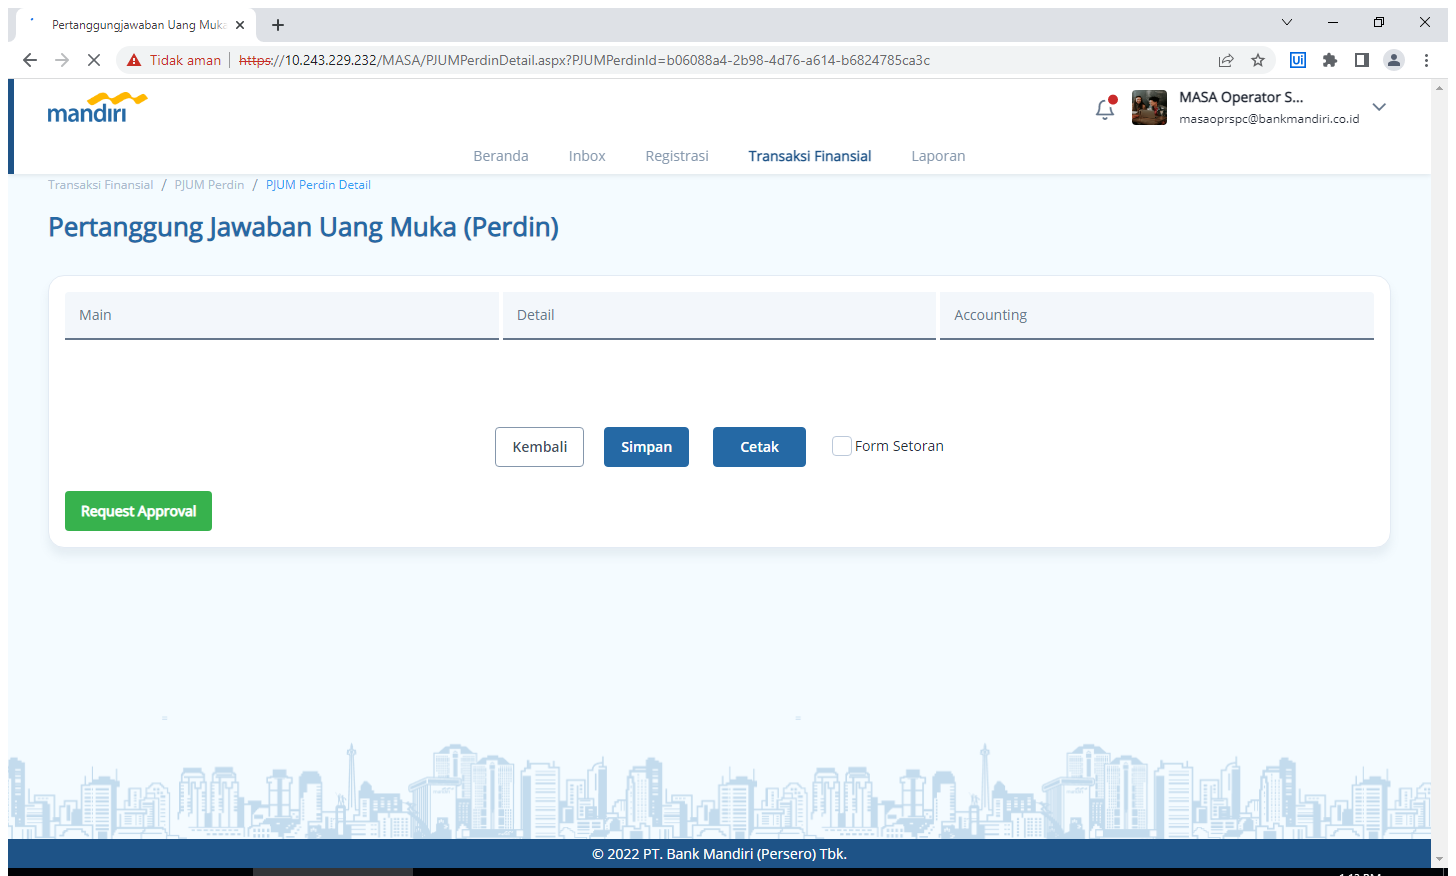 Pertanggungjawaban Uang Muka
Tidak aman
https://10.243.229.232/MASA/PJUMPerdinDetail.aspx?PJUMPerdinId=b06088a4-2b98-4d76-a614-b6824785ca3c
Ui
mandiri
MASA Operator S...
masaoprspc@bankmandiri.co.id
Beranda Inbox Registrasi Transaksi Finansial Laporan
Transaksi Finansial / PJUM Perdin / PJUM Perdin Detail
Pertanggung Jawaban Uang Muka (Perdin)
Main Detail Accounting
Kembali Simpan Cetak Form Setoran
Request Approval
© 2022 PT. Bank Mandiri (Persero) Tbk.